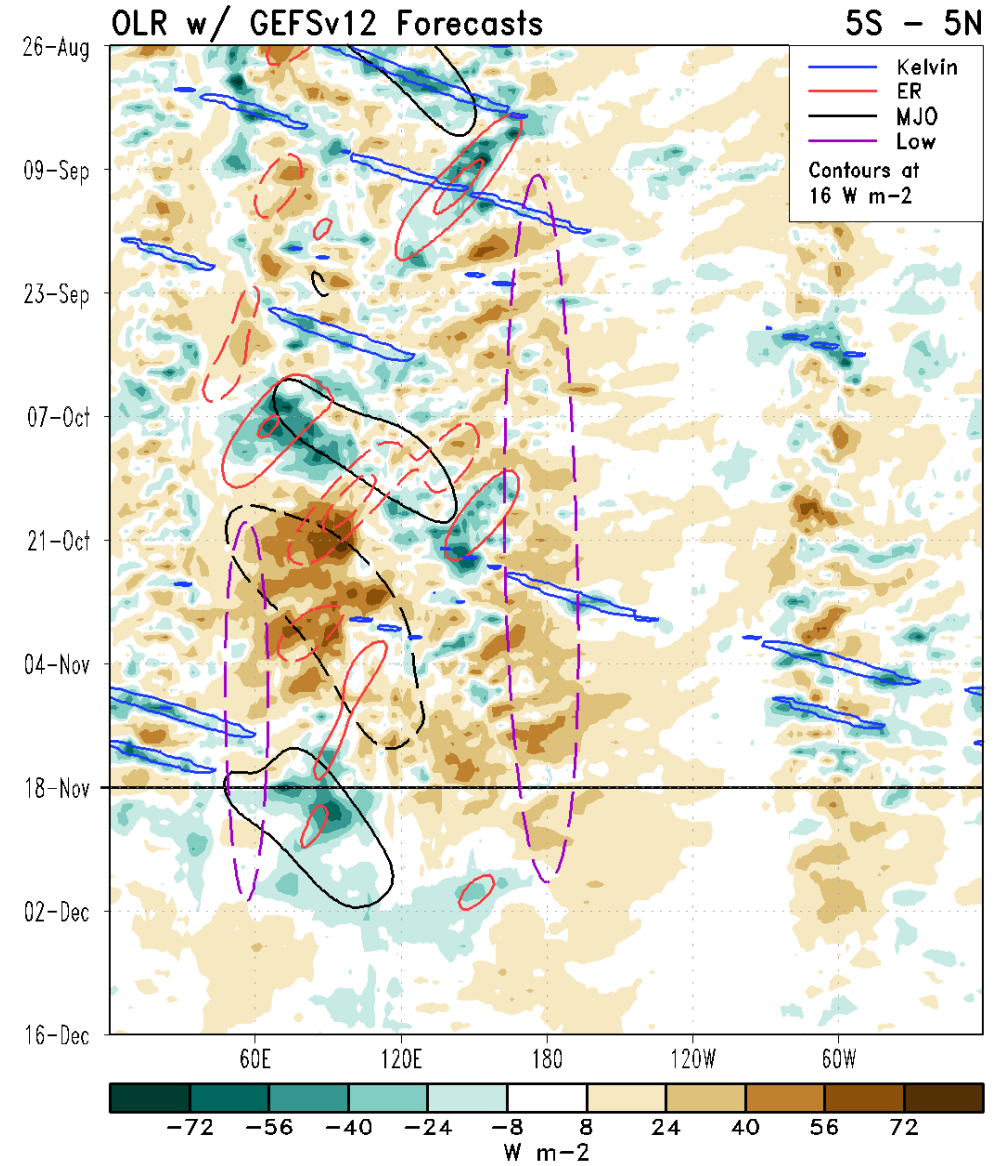 OLR w/ GEFSv12 Forecasts 5S - 5N
Kelvin
ER
MJO
Low
Contours at
16 W m-2
26-Aug
09-Sep
23-Sep
07-Oct
21-Oct
04-Nov
18-Nov
02-Dec
16-Dec
60E 120E 180 120W 60W
-72 -56 -40 -24 -8 8 24 40 56 72
W m-2